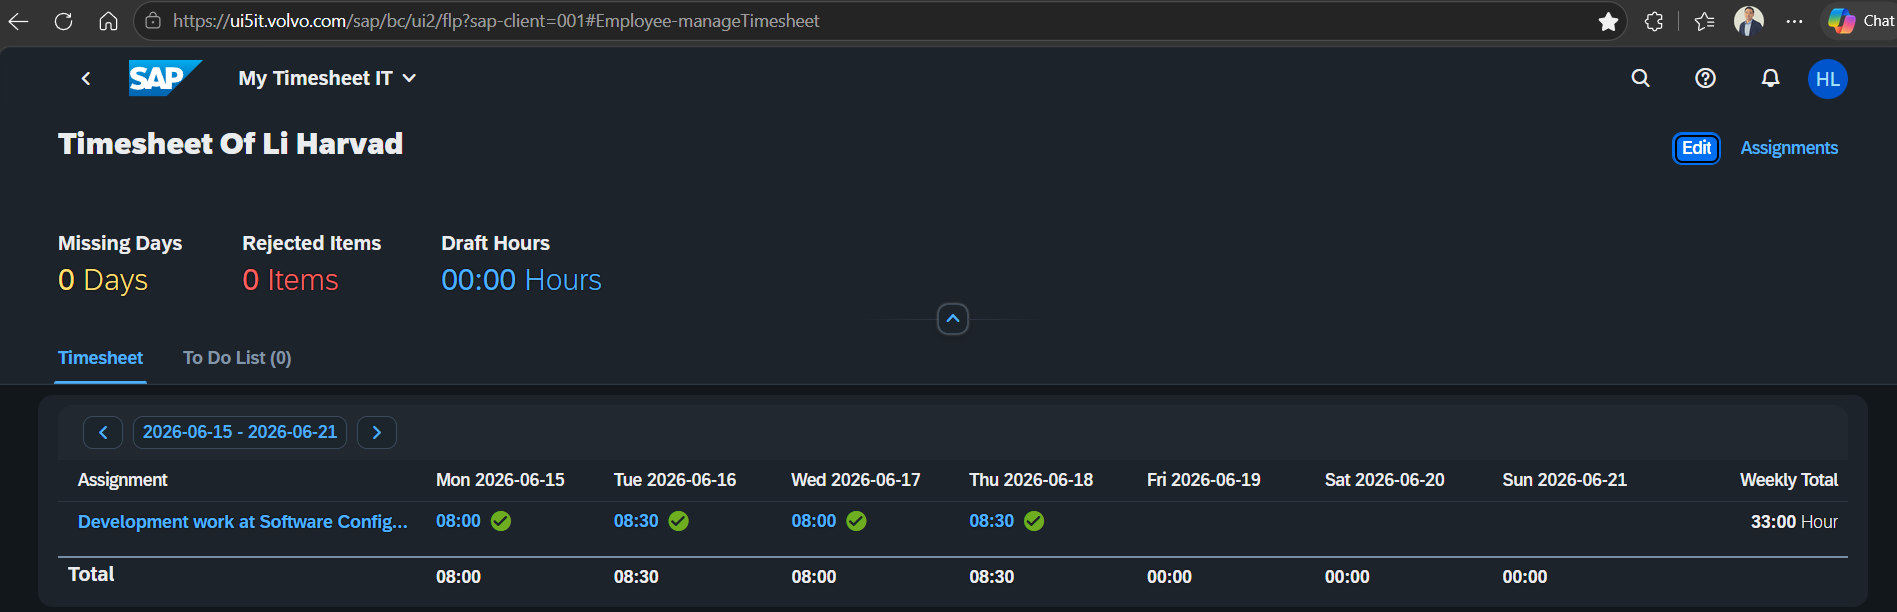 https://ui5it.volvo.com/sap/bc/ui2/flp?sap-client=001#Employee-manageTimesheet
Chat
SAP My Timesheet IT
HL
Timesheet Of Li Harvad
Edit Assignments
Missing Days Rejected Items Draft Hours
0 Days 0 Items 00:00 Hours
Timesheet To Do List (0)
2026-06-15 - 2026-06-21
Assignment Mon 2026-06-15 Tue 2026-06-16 Wed 2026-06-17 Thu 2026-06-18 Fri 2026-06-19 Sat 2026-06-20 Sun 2026-06-21 Weekly Total
Development work at Software Config... 08:00 08:30 08:00 08:30 33:00 Hour
Total 08:00 08:30 08:00 08:30 00:00 00:00 00:00